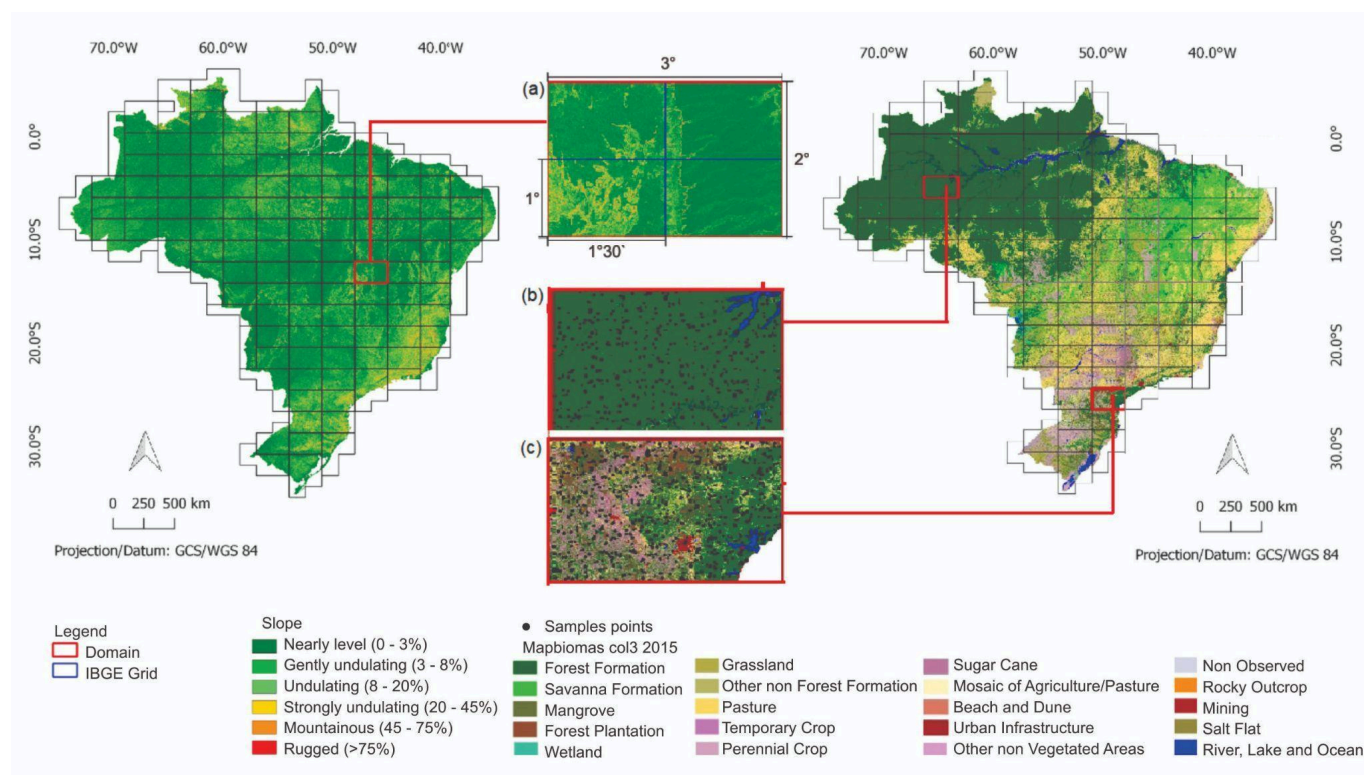 70.0°W 60.0°W 50.0°W 40.0°W
0.0°
10.0°S
20.0°S
30.0°S
0 250 500 km
Projection/Datum: GCS/WGS 84
(a)
3°
2°
1°
1°30`
(b)
(c)
70.0°W 60.0°W 50.0°W 40.0°W
0.0°
10.0°S
20.0°S
30.0°S
0 250 500 km
Projection/Datum: GCS/WGS 84
Legend
Domain
IBGE Grid
Slope
Nearly level (0 - 3%)
Gently undulating (3 - 8%)
Undulating (8 - 20%)
Strongly undulating (20 - 45%)
Mountainous (45 - 75%)
Rugged (>75%)
Samples points
Mapbiomas col3 2015
Forest Formation
Savanna Formation
Mangrove
Forest Plantation
Wetland
Grassland
Other non Forest Formation
Pasture
Temporary Crop
Perennial Crop
Sugar Cane
Mosaic of Agriculture/Pasture
Beach and Dune
Urban Infrastructure
Other non Vegetated Areas
Non Observed
Rocky Outcrop
Mining
Salt Flat
River, Lake and Ocean